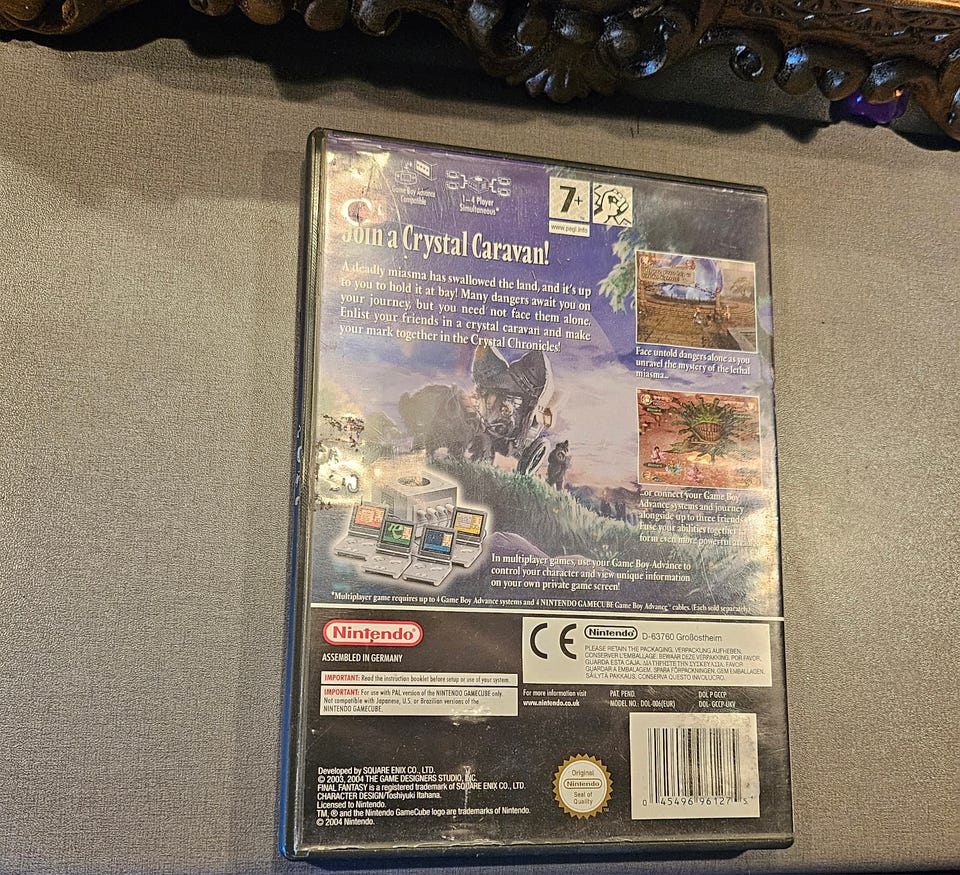 Game Boy Advance
Compatible
1-4 Player
Simultaneous*
7+
www.pegi.info
Join a Crystal Caravan!
A deadly miasma has swallowed the land, and it's up
to you to hold it at bay! Many dangers await you on
your journey, but you need not face them alone.
Enlist your friends in a crystal caravan and make
your mark together in the Crystal Chronicles!
Face untold dangers alone as you
unravel the mystery of the lethal
miasma...
...or connect your Game Boy
Advance systems and journey
alongside up to three friends.
Fuse your abilities together to
form even more powerful
In multiplayer games, use your Game Boy Advance to
control your character and view unique information
on your own private game screen!
*Multiplayer game requires up to 4 Game Boy Advance systems and 4 NINTENDO GAMECUBE Game Boy Advance™ cables. (Each sold separately)
Nintendo®
ASSEMBLED IN GERMANY
IMPORTANT: Read the instruction booklet before setup or use of your system.
IMPORTANT: For use with PAL version of the NINTENDO GAMECUBE only.
Not compatible with Japanese, U.S. or Brazilian versions of the
NINTENDO GAMECUBE.
CE
Nintendo® D-63760 Großostheim
PLEASE RETAIN THE PACKAGING. VERPACKUNG AUFHEBEN.
CONSERVER L'EMBALLAGE. BEWAAR DEZE VERPAKKING. POR FAVOR,
GUARDA ESTA CAJA. ΔΙΑΤΗΡΗΣΤΕ ΤΗΝ ΣΥΣΚΕΥΑΣΙΑ. FAVOR
GUARDAR A EMBALAGEM. SPARA FÖRPACKNINGEN. GEM EMBALLAGEN.
SÄILYTÄ PAKKAUS. CONSERVA QUESTO INVOLUCRO.
For more information visit
www.nintendo.co.uk
PAT. PEND.
MODEL NO.: DOL-006(EUR)
DOL P GCCP
DOL-GCCP-UKV
Developed by SQUARE ENIX CO., LTD.
© 2003, 2004 THE GAME DESIGNERS STUDIO, INC.
FINAL FANTASY is a registered trademark of SQUARE ENIX CO., LTD.
CHARACTER DESIGN/Toshiyuki Itahana.
Licensed to Nintendo.
TM, ® and the Nintendo GameCube logo are trademarks of Nintendo.
© 2004 Nintendo.
Original
Nintendo
Seal of
Quality
0 45496 96127 5